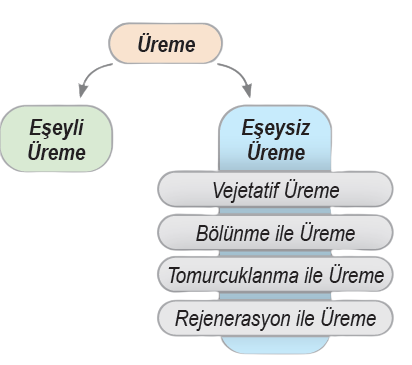 Üreme
Eşeyli
Üreme
Eşeysiz
Üreme
Vejetatif Üreme
Bölünme ile Üreme
Tomurcuklanma ile Üreme
Rejenerasyon ile Üreme